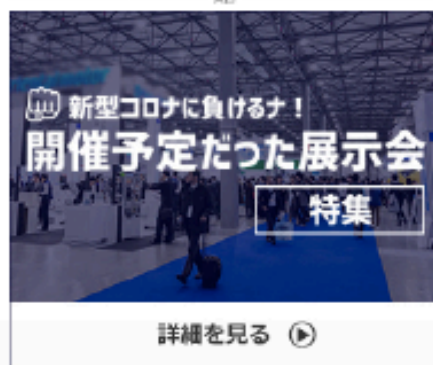 新型コロナに負けるナ！
開催予定だった展示会
特集
詳細を見る